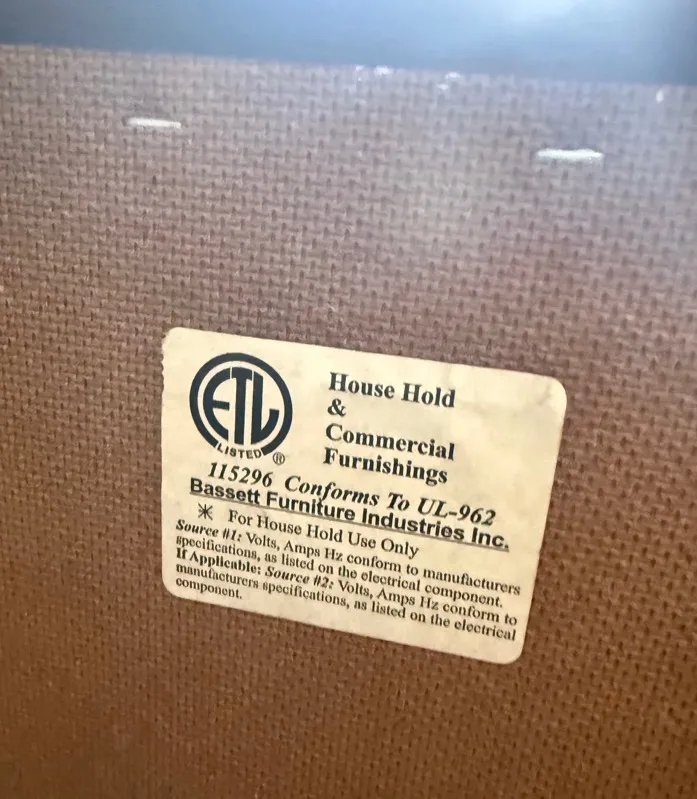 ETL
LISTED ®
House Hold
&
Commercial
Furnishings
115296 Conforms To UL-962
Bassett Furniture Industries Inc.
* For House Hold Use Only
Source #1: Volts, Amps Hz conform to manufacturers
specifications, as listed on the electrical component.
If Applicable: Source #2: Volts, Amps Hz conform to
manufacturers specifications, as listed on the electrical
component.